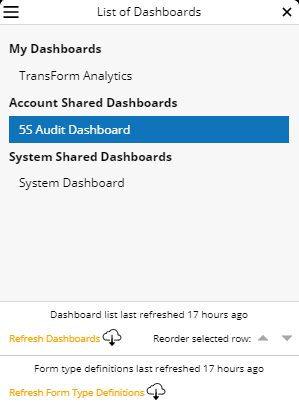 List of Dashboards
My Dashboards
TransForm Analytics
Account Shared Dashboards
5S Audit Dashboard
System Shared Dashboards
System Dashboard
Dashboard list last refreshed 17 hours ago
Refresh Dashboards Reorder selected row:
Form type definitions last refreshed 17 hours ago
Refresh Form Type Definitions